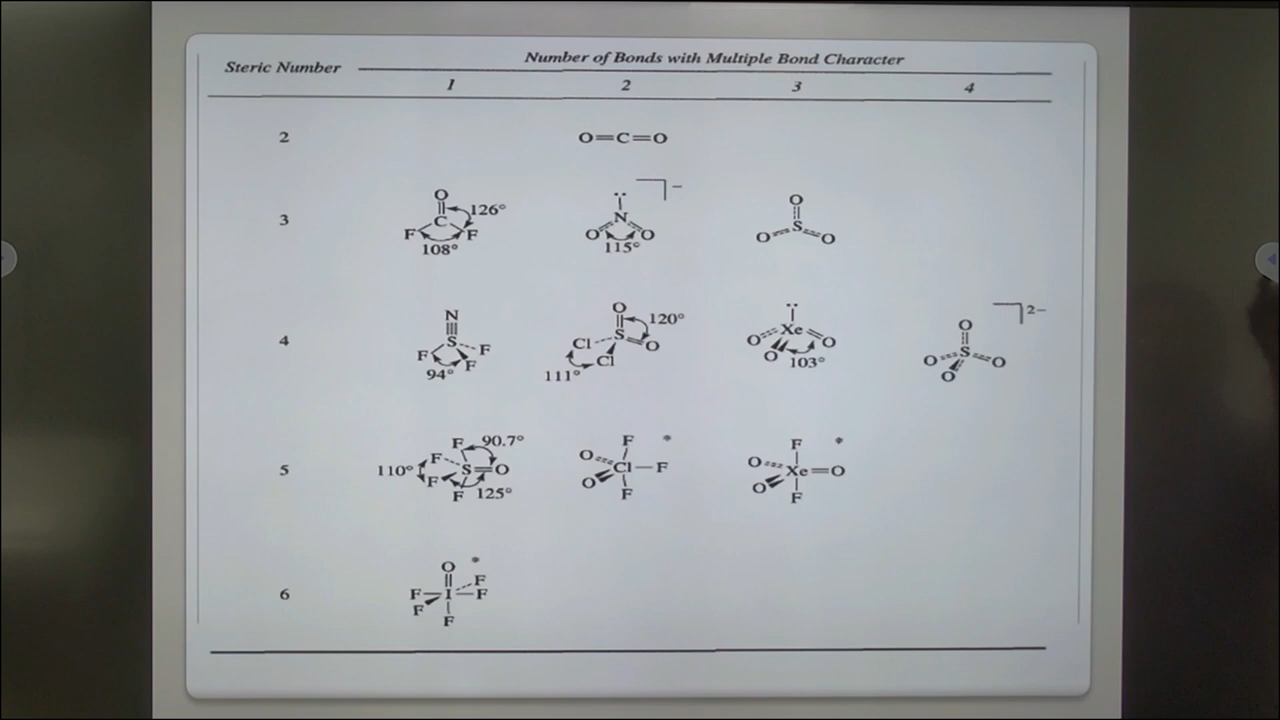 Number of Bonds with Multiple Bond Character
Steric Number
1 2 3 4
2
O=C=O
3
O
C
F F
126°
108°
..
N
O O
115°
−
O
S
O O
4
N
S
F F
F
94°
O
S
O
Cl
Cl
120°
111°
..
Xe
O O
O
103°
2−
O
S
O O
O
5
F 90.7°
F
110° S=O
F
F 125°
F *
O
Cl—F
O
F
F *
O
Xe=O
O
F
6
O *
F
F—I—F
F
F